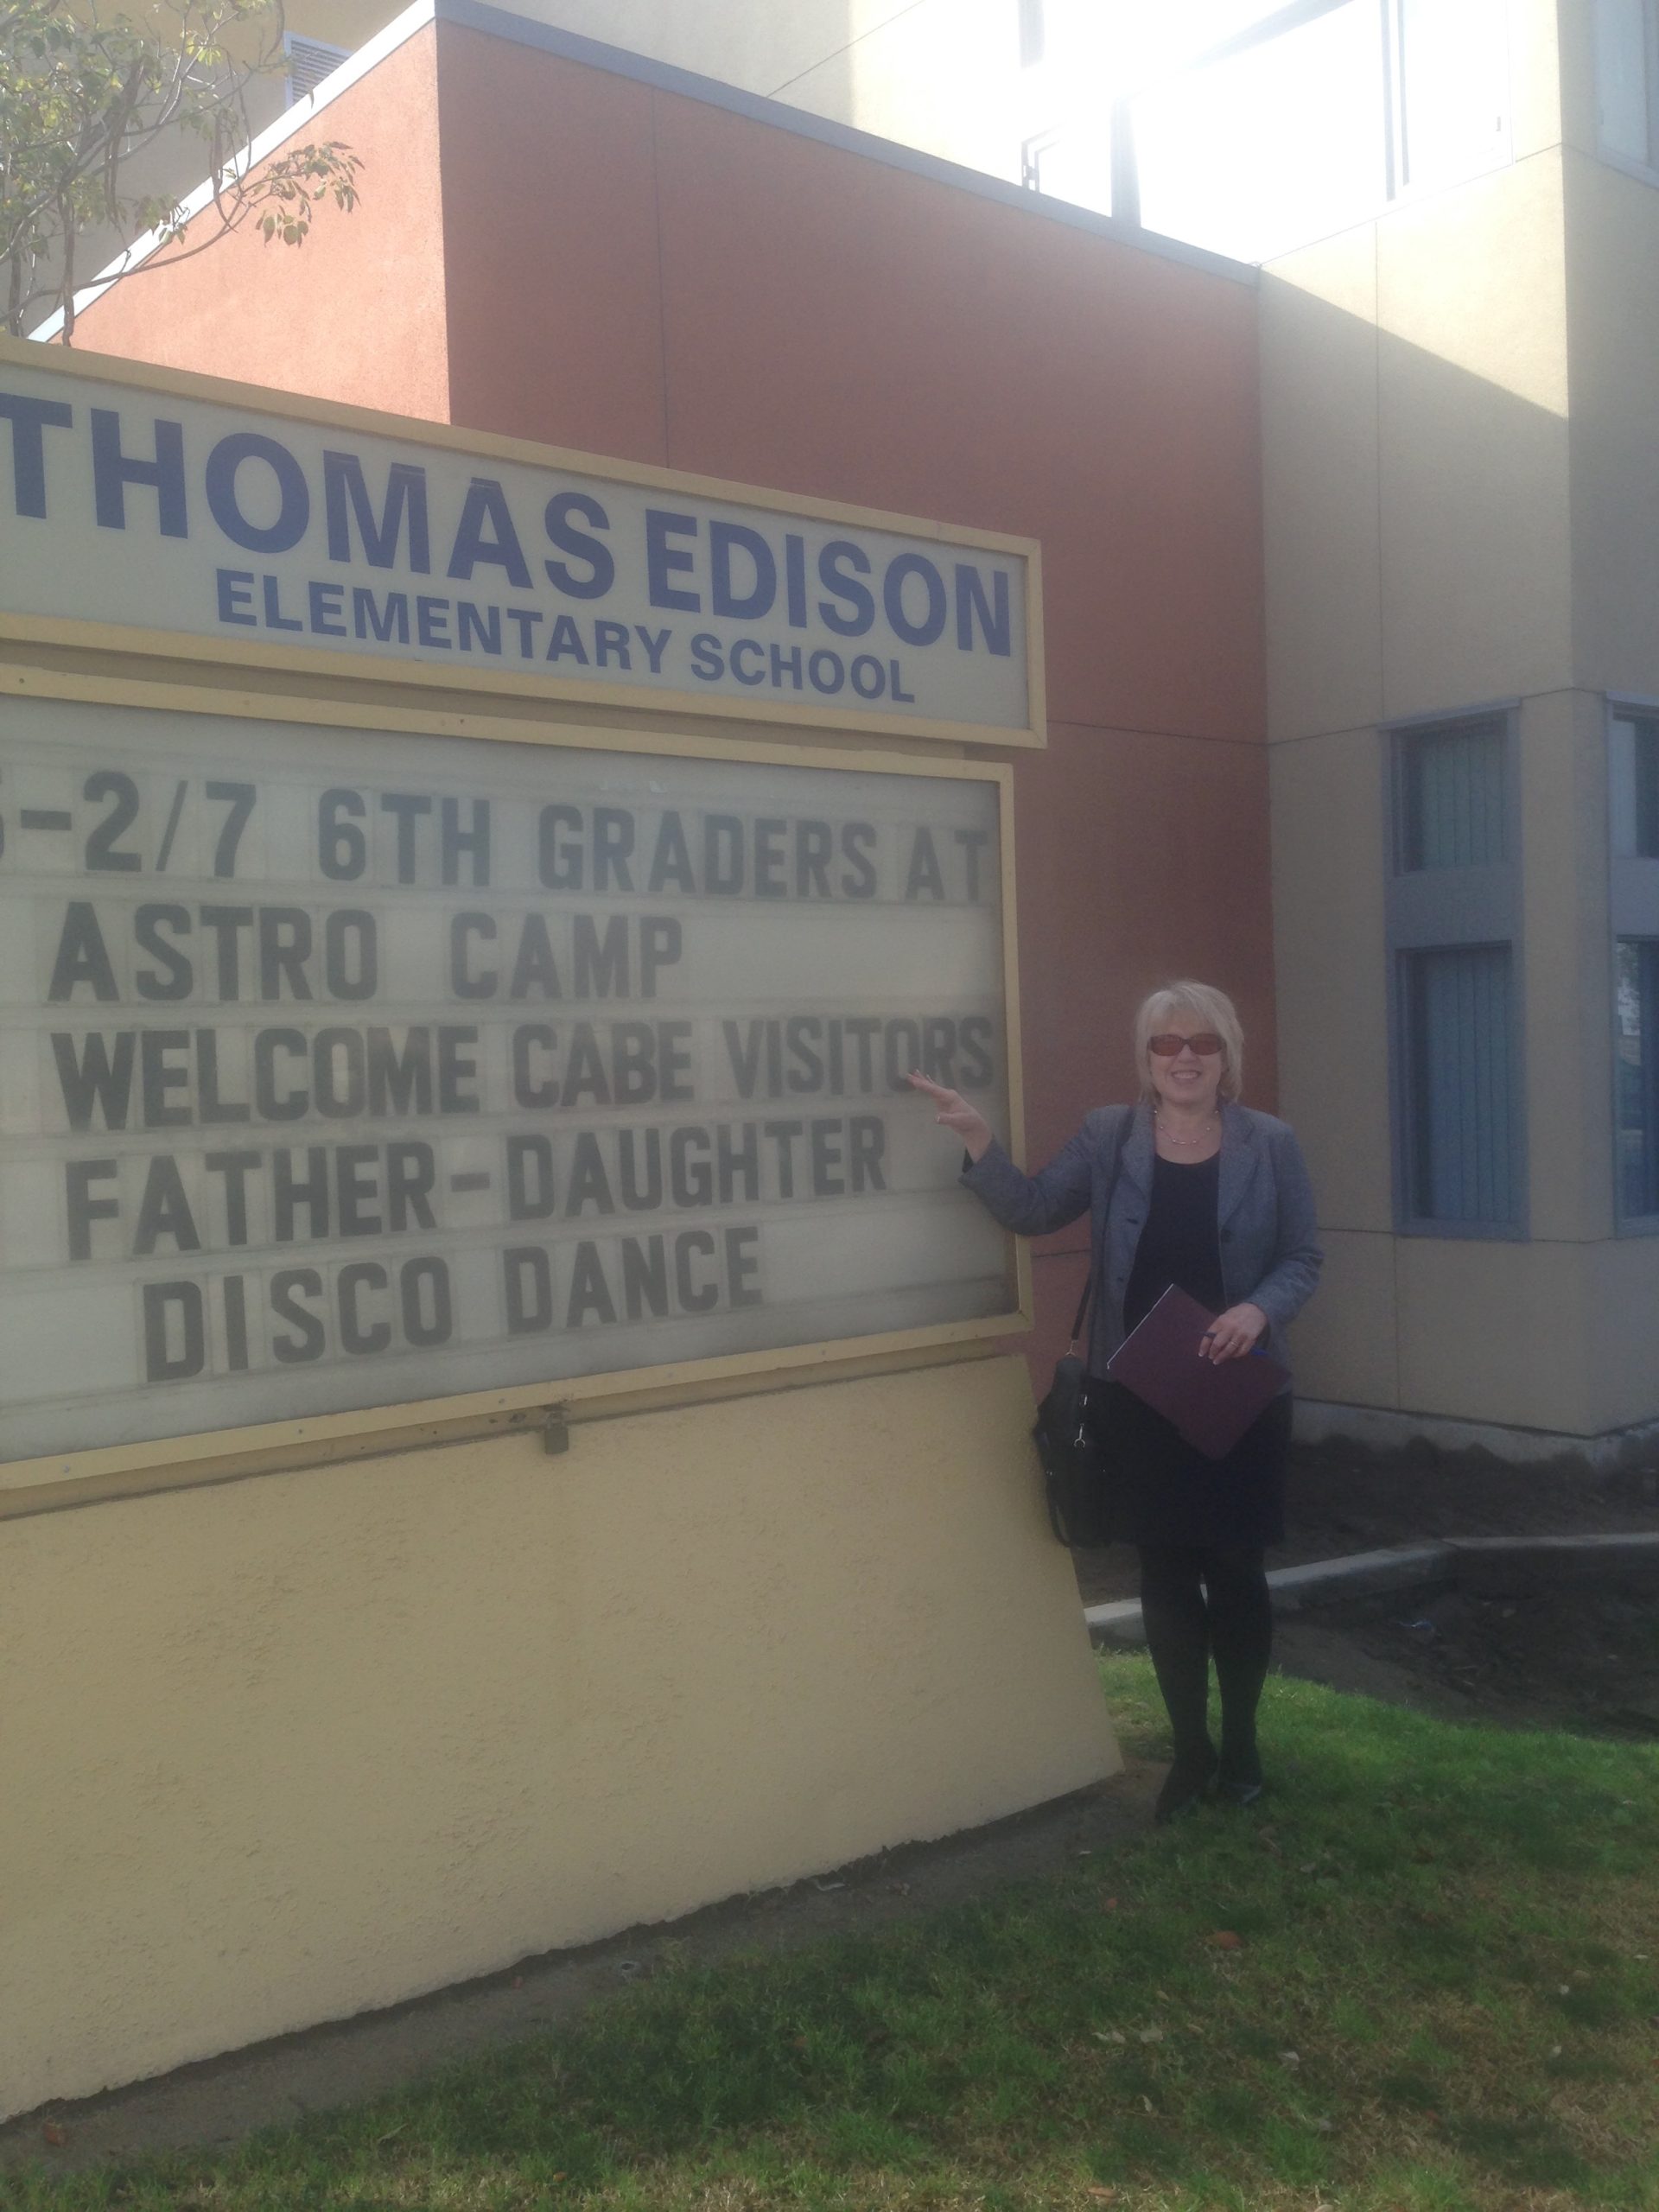 THOMAS EDISON
ELEMENTARY SCHOOL
-2/7 6TH GRADERS AT
ASTRO CAMP
WELCOME CABE VISITORS
FATHER-DAUGHTER
DISCO DANCE